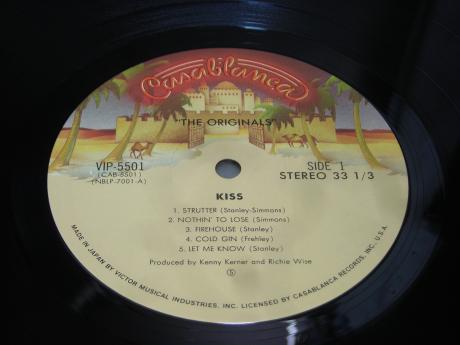 Casablanca
"THE ORIGINALS"
VIP-5501
(CAB-5501)
(NBLP-7001-A)
SIDE 1
STEREO 33 1/3
KISS
1. STRUTTER (Stanley-Simmons)
2. NOTHIN' TO LOSE (Simmons)
3. FIREHOUSE (Stanley)
4. COLD GIN (Frehley)
5. LET ME KNOW (Stanley)
Produced by Kenny Kerner and Richie Wise
Ⓢ
MADE IN JAPAN BY VICTOR MUSICAL INDUSTRIES, INC. LICENSED BY CASABLANCA RECORDS, INC., U.S.A.